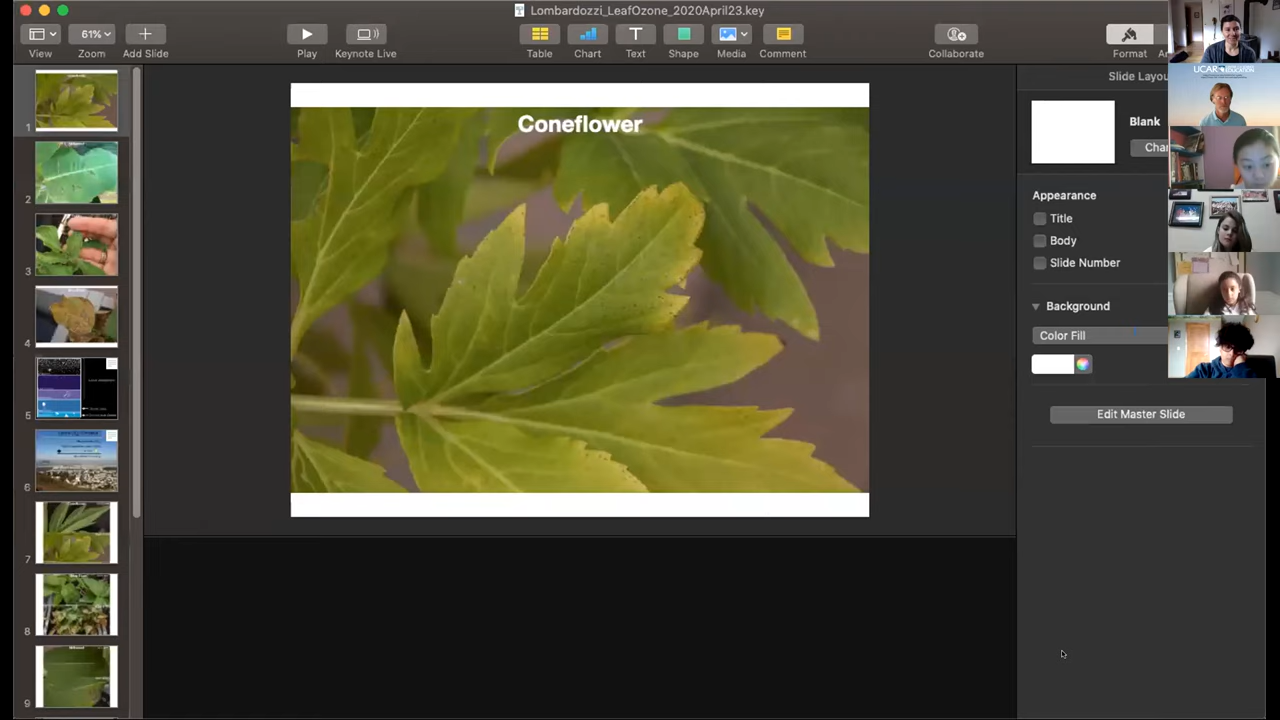 Lombardozzi_LeafOzone_2020April23.key
61%
View
Zoom
Add Slide
Play
Keynote Live
Table
Chart
Text
Shape
Media
Comment
Collaborate
Format
Slide Layou
Blank
Chan
Appearance
Title
Body
Slide Number
Background
Color Fill
Edit Master Slide
Coneflower
UCAR
1
2
3
4
5
6
7
8
9